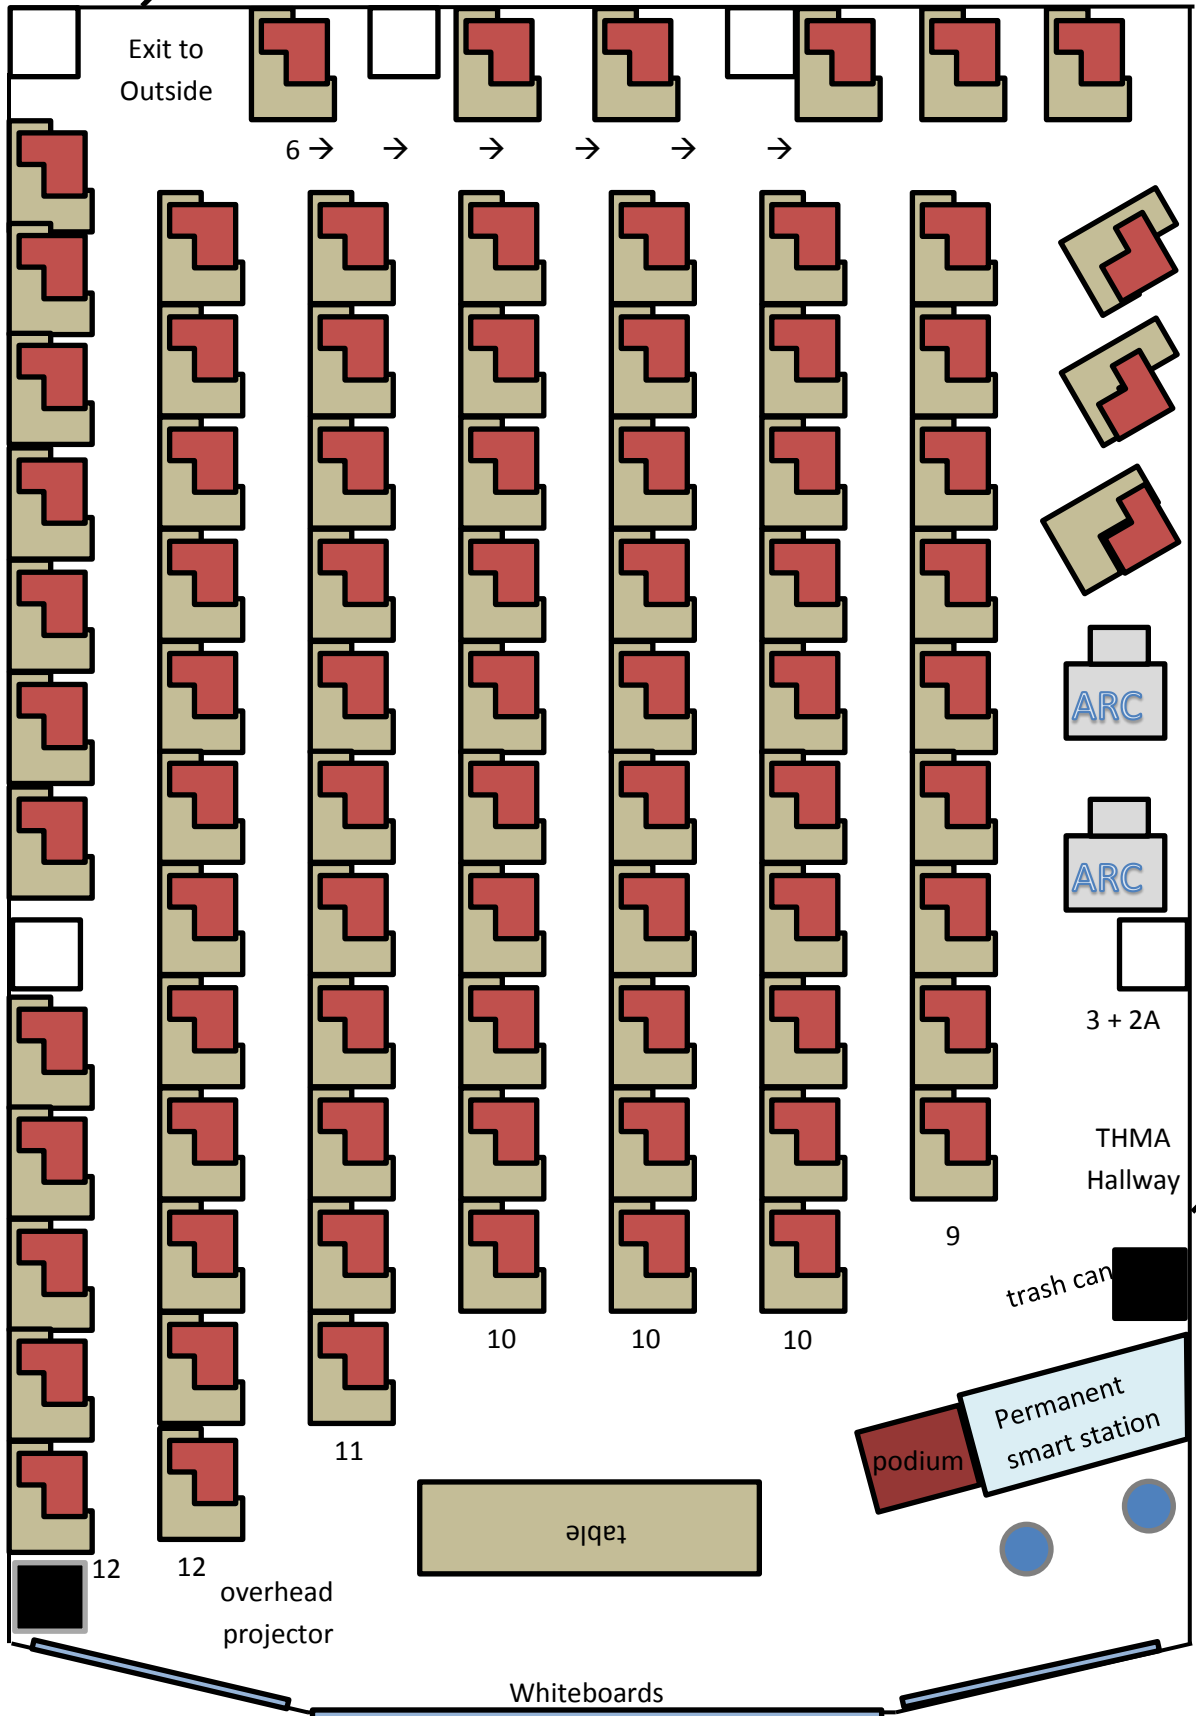 Exit to
Outside
6 → → → → → →
ARC
ARC
3 + 2A
THMA
Hallway
9
trash can
10 10 10
Permanent
smart station
podium
11
table
12 12
overhead
projector
Whiteboards